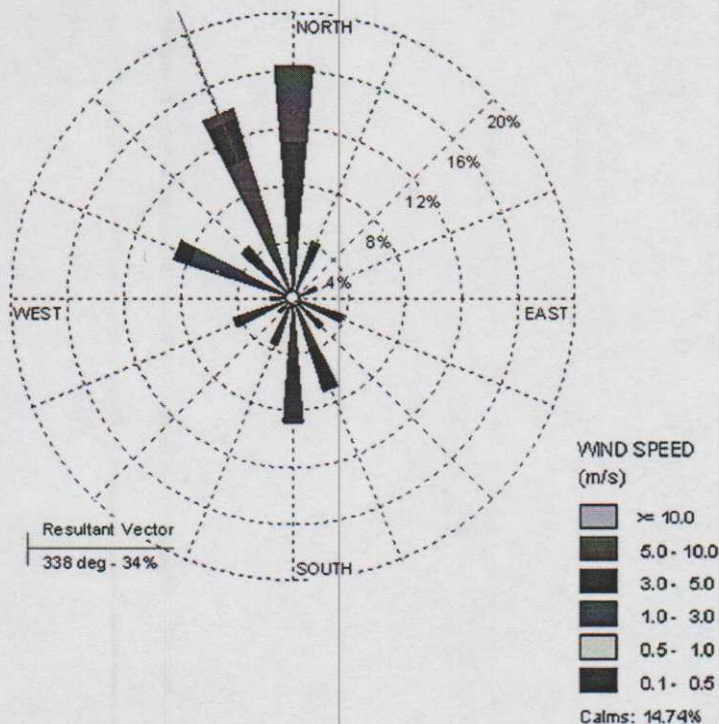 NORTH
20%
16%
12%
8%
4%
WEST
EAST
WIND SPEED
(m/s)
>= 10.0
5.0 - 10.0
3.0 - 5.0
1.0 - 3.0
0.5 - 1.0
0.1 - 0.5
Calms: 14.74%
Resultant Vector
338 deg - 34%
SOUTH